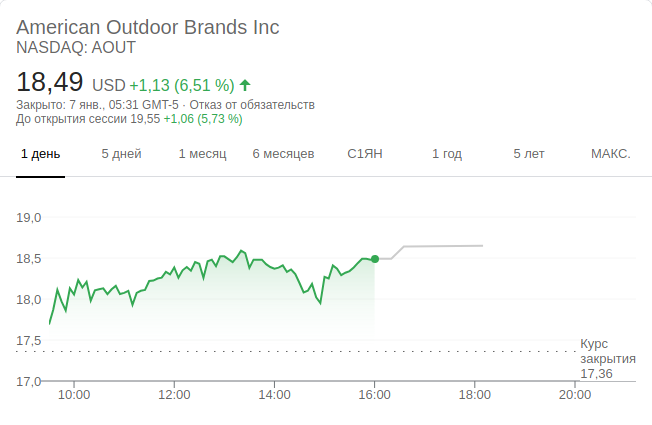 American Outdoor Brands Inc
NASDAQ: AOUT
18,49 USD +1,13 (6,51 %)
Закрыто: 7 янв., 05:31 GMT-5 · Отказ от обязательств
До открытия сессии 19,55 +1,06 (5,73 %)
1 день 5 дней 1 месяц 6 месяцев С1ЯН 1 год 5 лет МАКС.
19,0
18,5
18,0
17,5
Курс
закрытия
17,36
17,0
10:00 12:00 14:00 16:00 18:00 20:00